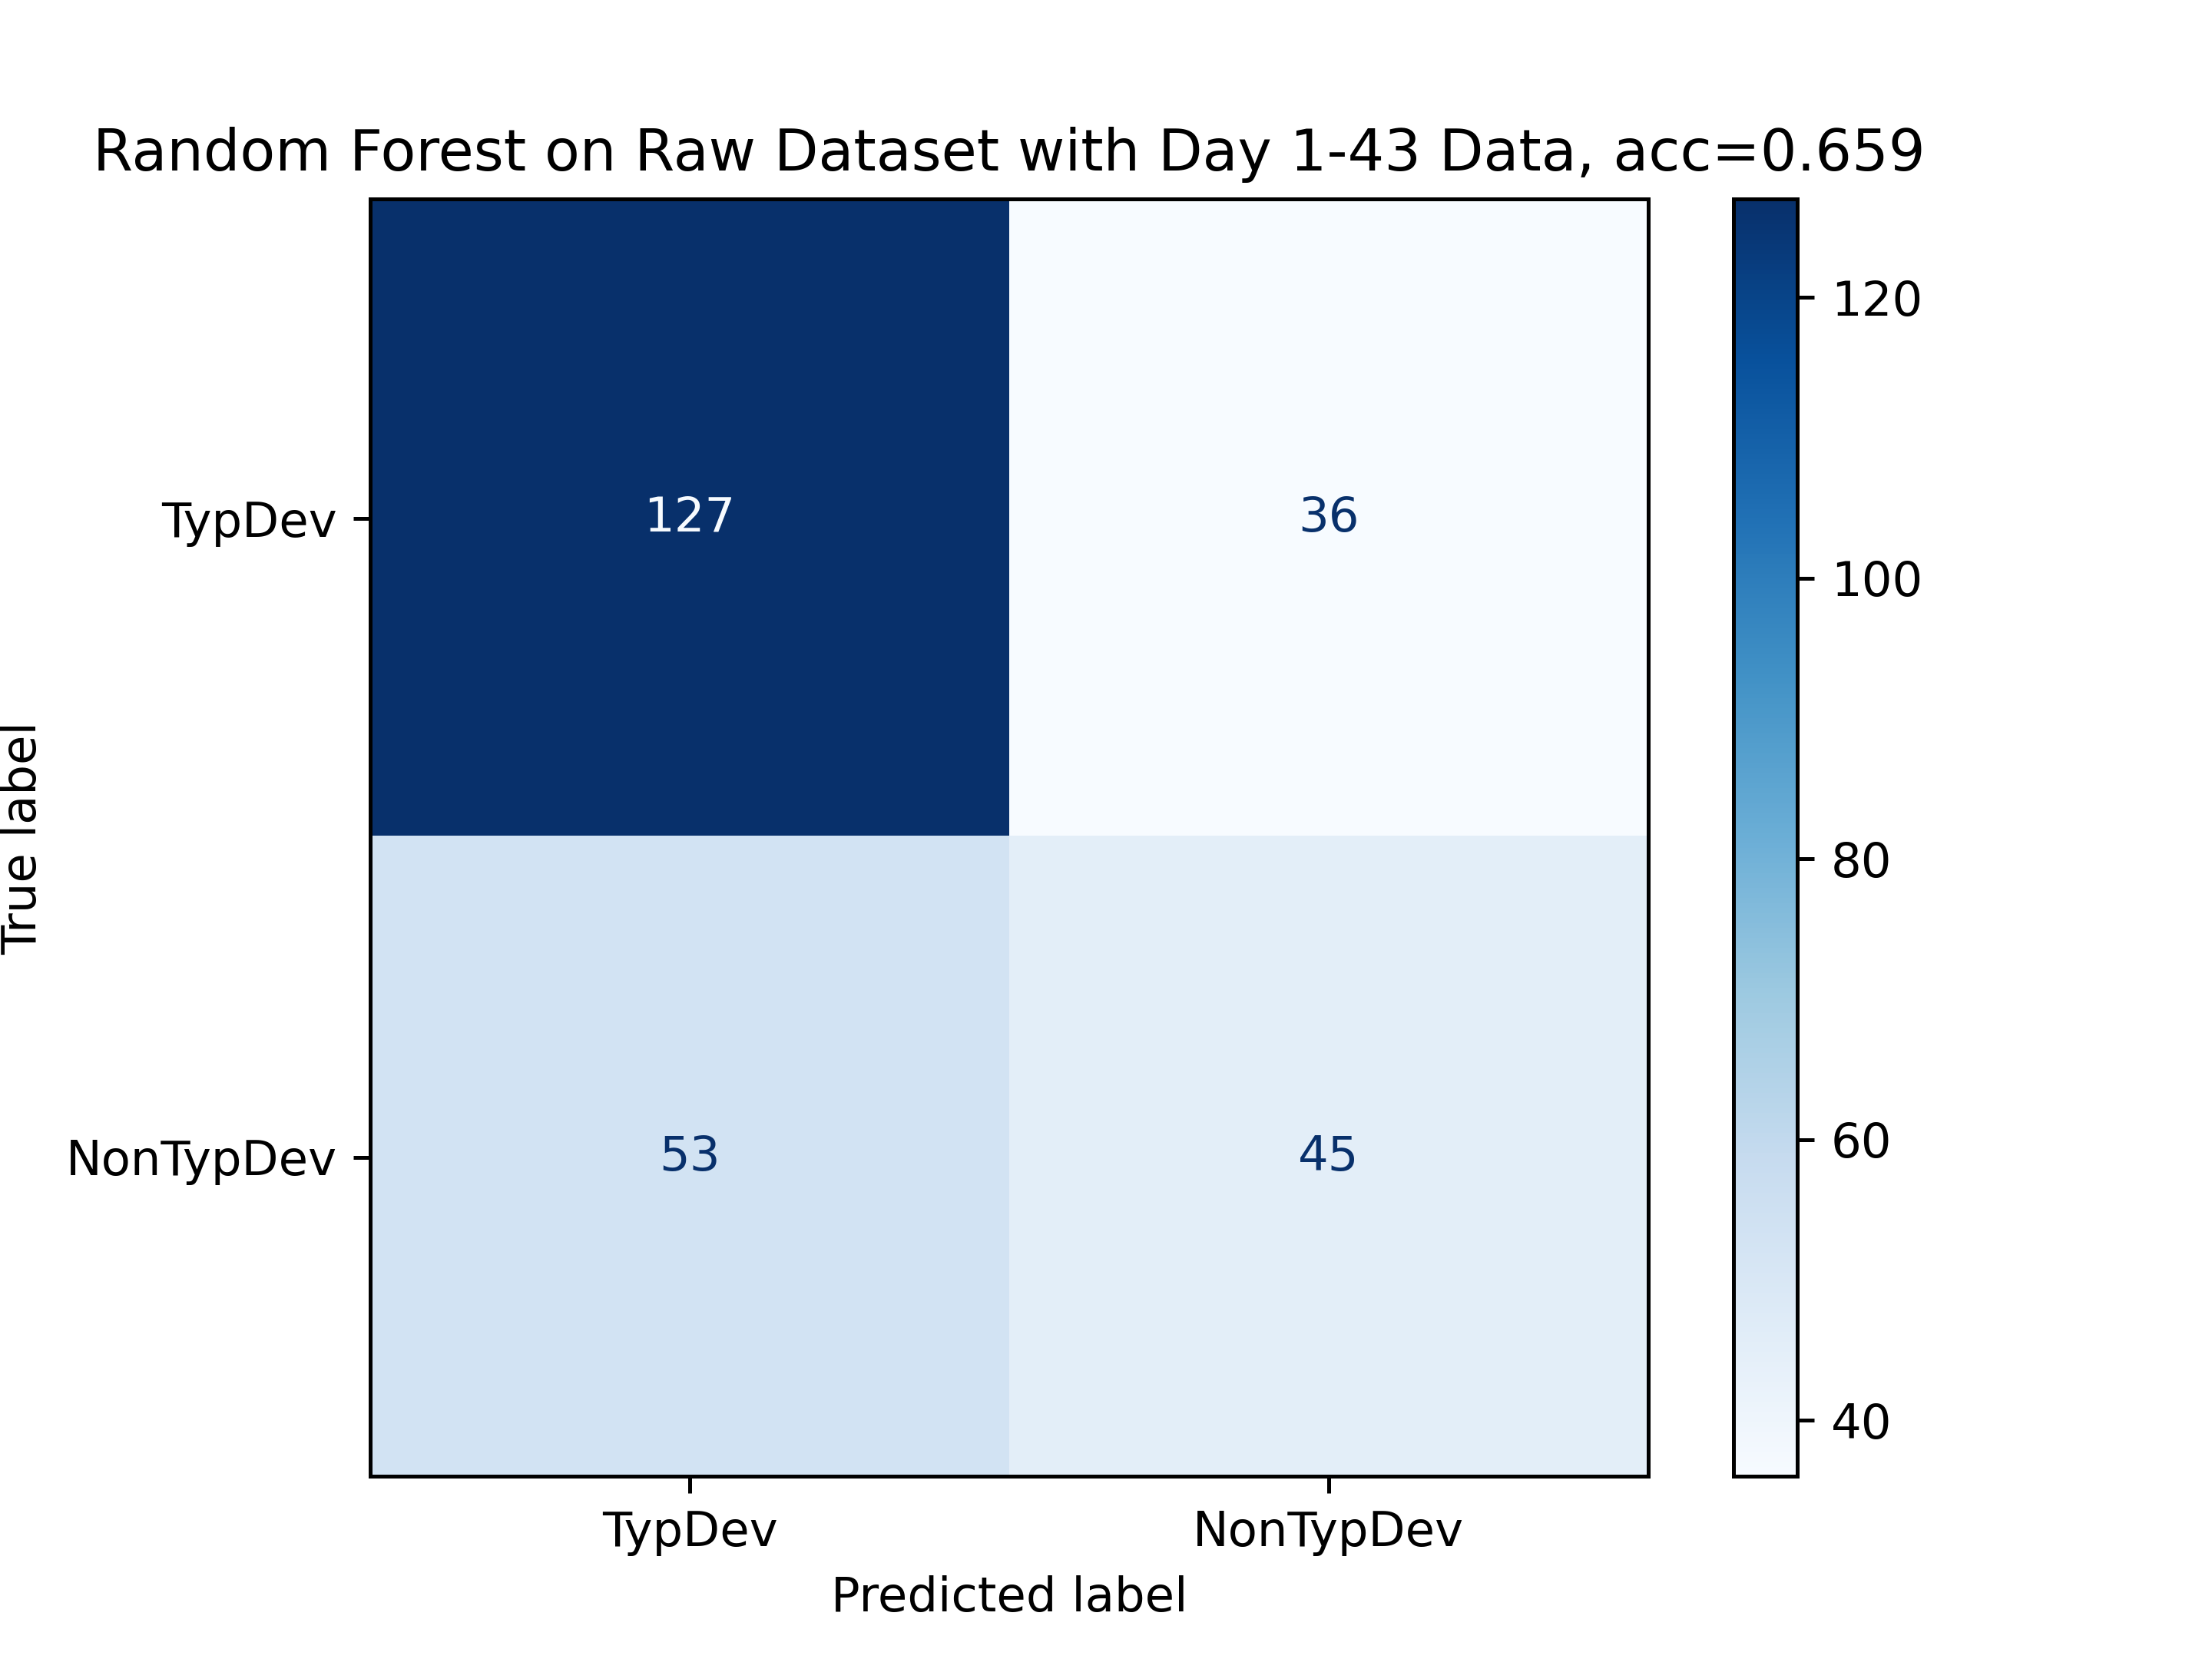 Random Forest on Raw Dataset with Day 1-43 Data, acc=0.659
True label
TypDev
127
36
NonTypDev
53
45
TypDev
NonTypDev
Predicted label
120
100
80
60
40